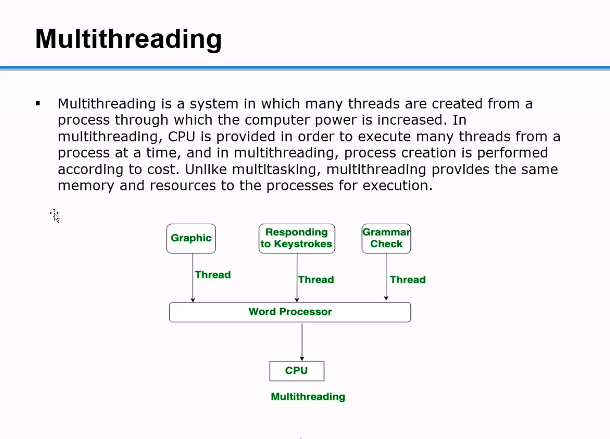 Multithreading
▪ Multithreading is a system in which many threads are created from a
process through which the computer power is increased. In
multithreading, CPU is provided in order to execute many threads from a
process at a time, and in multithreading, process creation is performed
according to cost. Unlike multitasking, multithreading provides the same
memory and resources to the processes for execution.
Graphic
Responding
to Keystrokes
Grammar
Check
Thread
Thread
Thread
Word Processor
CPU
Multithreading